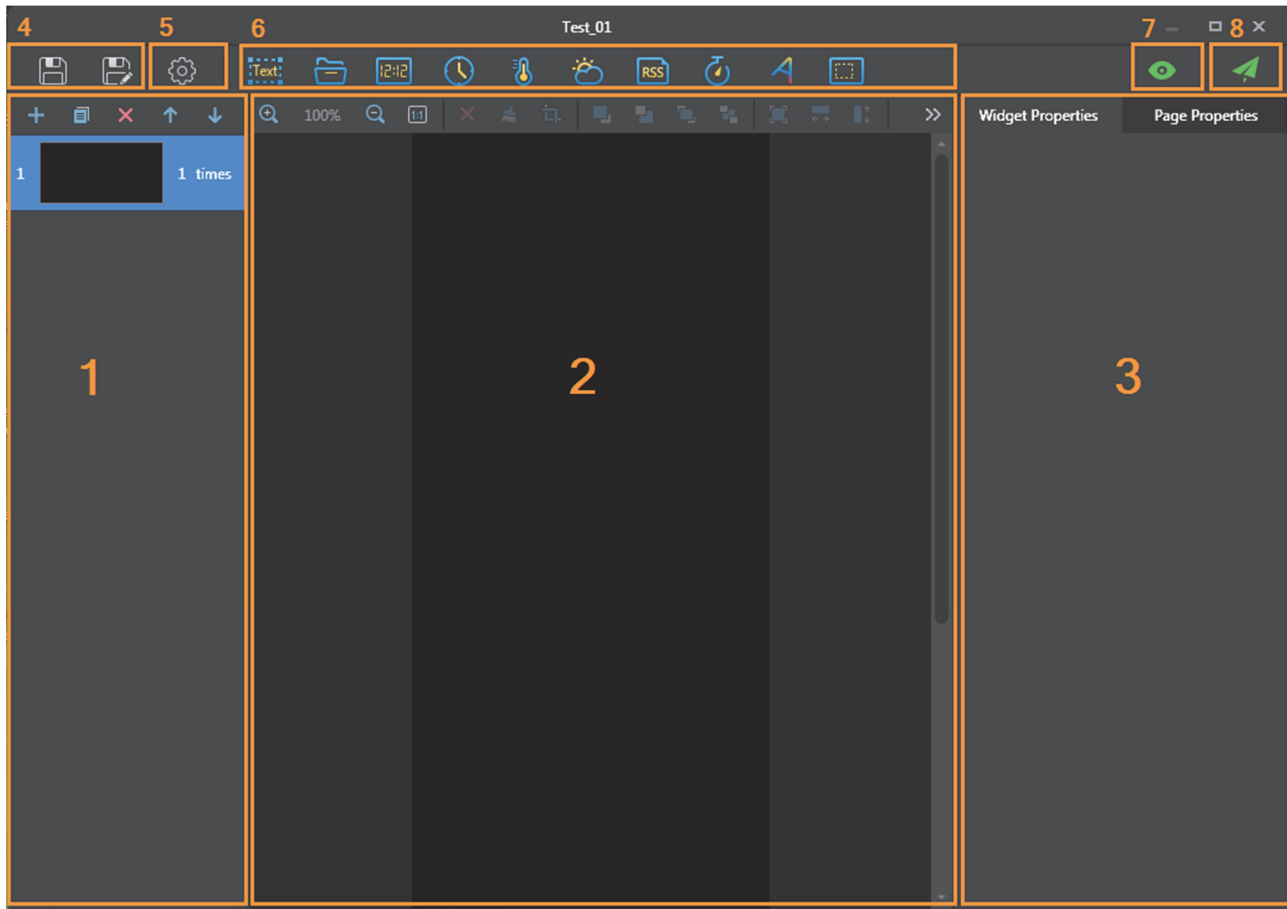 Test_01
4 5 6 7 8
Text 12:12 RSS
100% 1:1 Widget Properties Page Properties
1 1 times
1 2 3